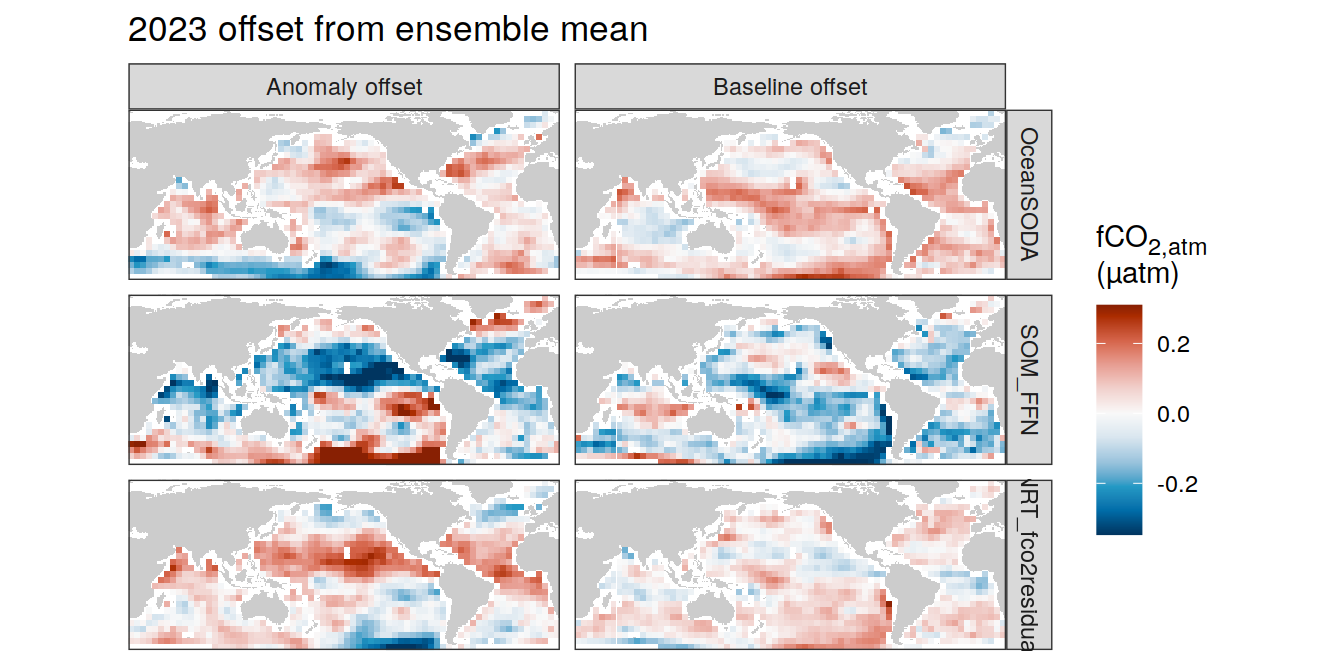 2023 offset from ensemble mean
Anomaly offset
Baseline offset
OceanSODA
SOM_FFN
NRT_fco2residua
fCO2,atm
(µatm)
0.2
0.0
-0.2